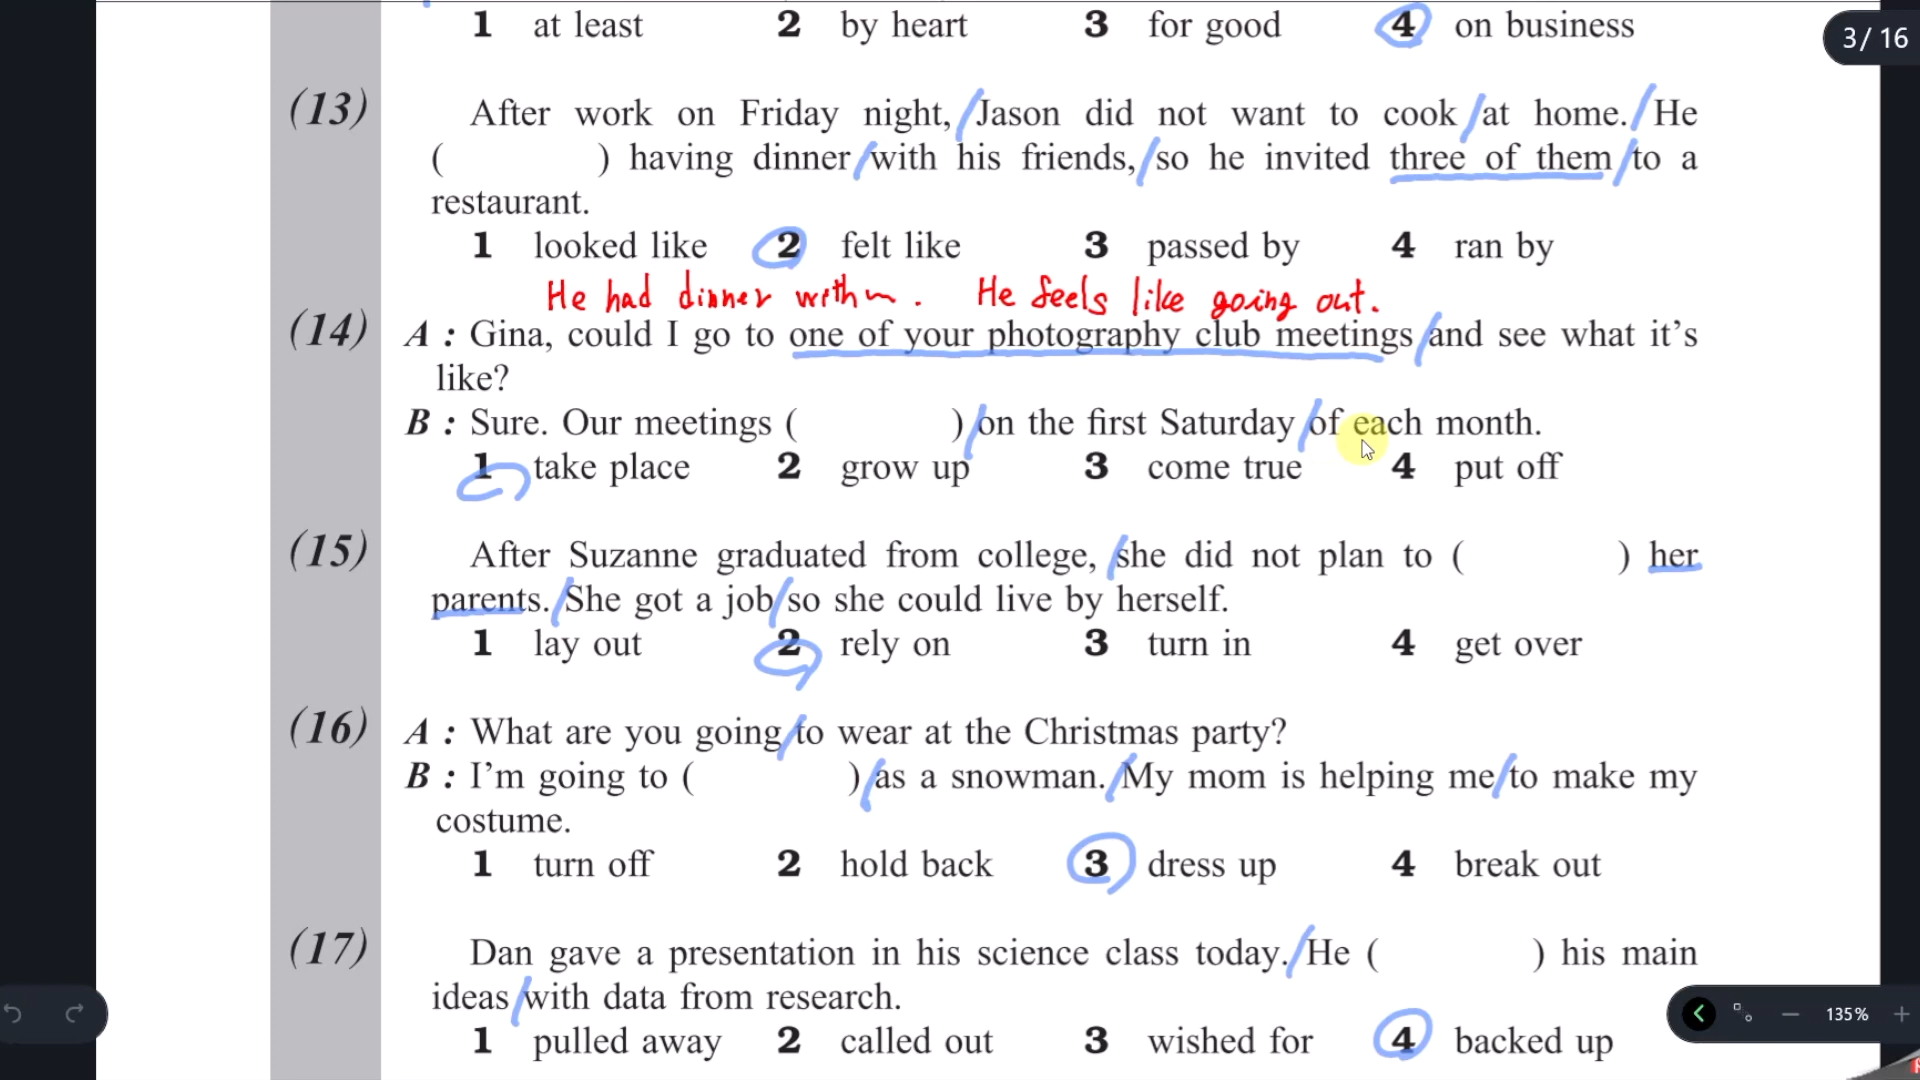 1 at least 2 by heart 3 for good 4 on business
3 / 16
(13) After work on Friday night, Jason did not want to cook at home. He
( ) having dinner with his friends, so he invited three of them to a
restaurant.
1 looked like 2 felt like 3 passed by 4 ran by
He had dinner with . He feels like going out.
(14) A : Gina, could I go to one of your photography club meetings and see what it's
like?
B : Sure. Our meetings ( ) on the first Saturday of each month.
1 take place 2 grow up 3 come true 4 put off
(15) After Suzanne graduated from college, she did not plan to ( ) her
parents. She got a job so she could live by herself.
1 lay out 2 rely on 3 turn in 4 get over
(16) A : What are you going to wear at the Christmas party?
B : I'm going to ( ) as a snowman. My mom is helping me to make my
costume.
1 turn off 2 hold back 3 dress up 4 break out
(17) Dan gave a presentation in his science class today. He ( ) his main
ideas with data from research.
135%
1 pulled away 2 called out 3 wished for 4 backed up